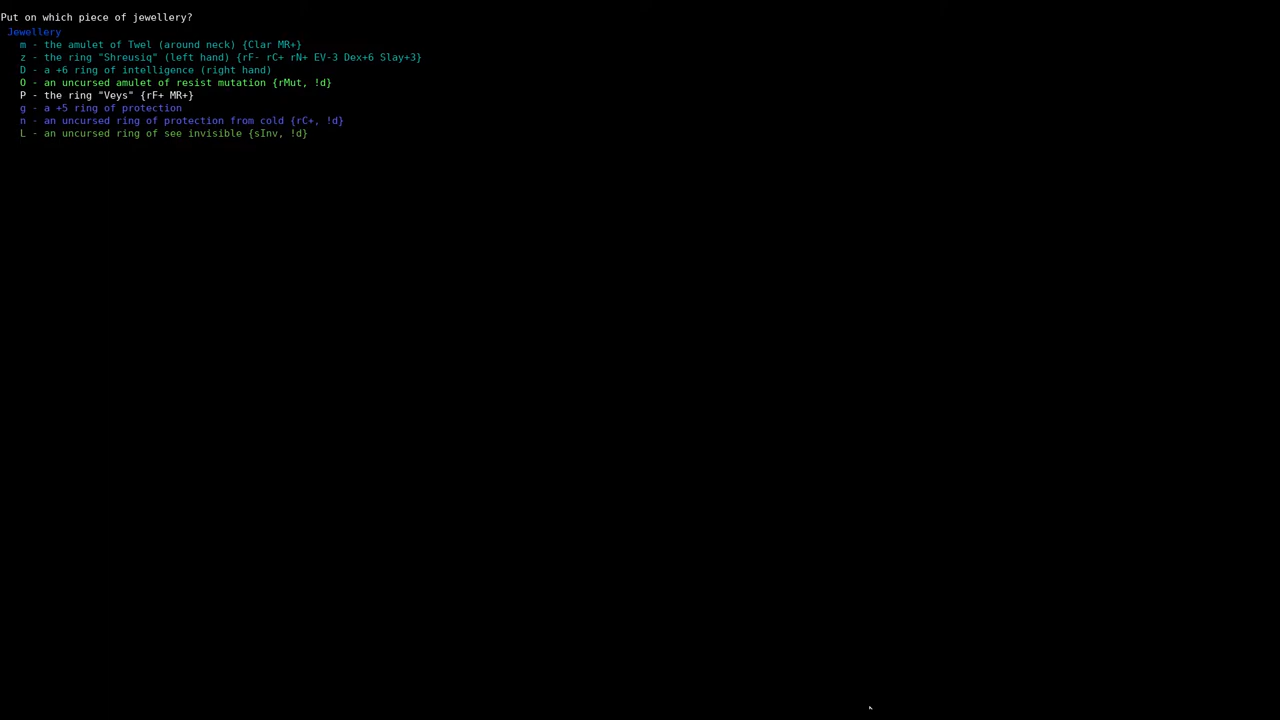 Put on which piece of jewellery?
Jewellery
m - the amulet of Twel (around neck) {Clar MR+}
z - the ring "Shreusiq" (left hand) {rF- rC+ rN+ EV-3 Dex+6 Slay+3}
D - a +6 ring of intelligence (right hand)
O - an uncursed amulet of resist mutation {rMut, !d}
P - the ring "Veys" {rF+ MR+}
g - a +5 ring of protection
n - an uncursed ring of protection from cold {rC+, !d}
L - an uncursed ring of see invisible {sInv, !d}